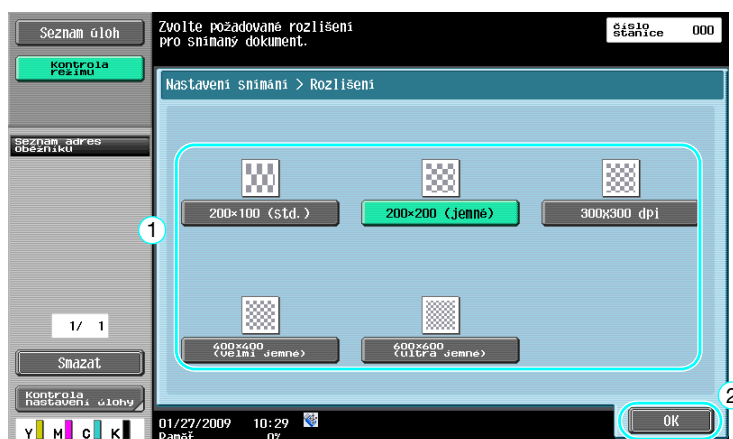 Seznam úloh
Kontrola
režimu
Zvolte požadované rozlišení
pro snímaný dokument.
číslo
stanice
000
Nastavení snímání > Rozlišení
Seznam adres
oběžníku
1
200×100 (std.)
200×200 (jemné)
300x300 dpi
400×400
(velmi jemné)
600×600
(ultra jemné)
1/ 1
Smazat
Kontrola
nastavení úlohy
Y M C K
01/27/2009 10:29
Paměť 0%
2
OK